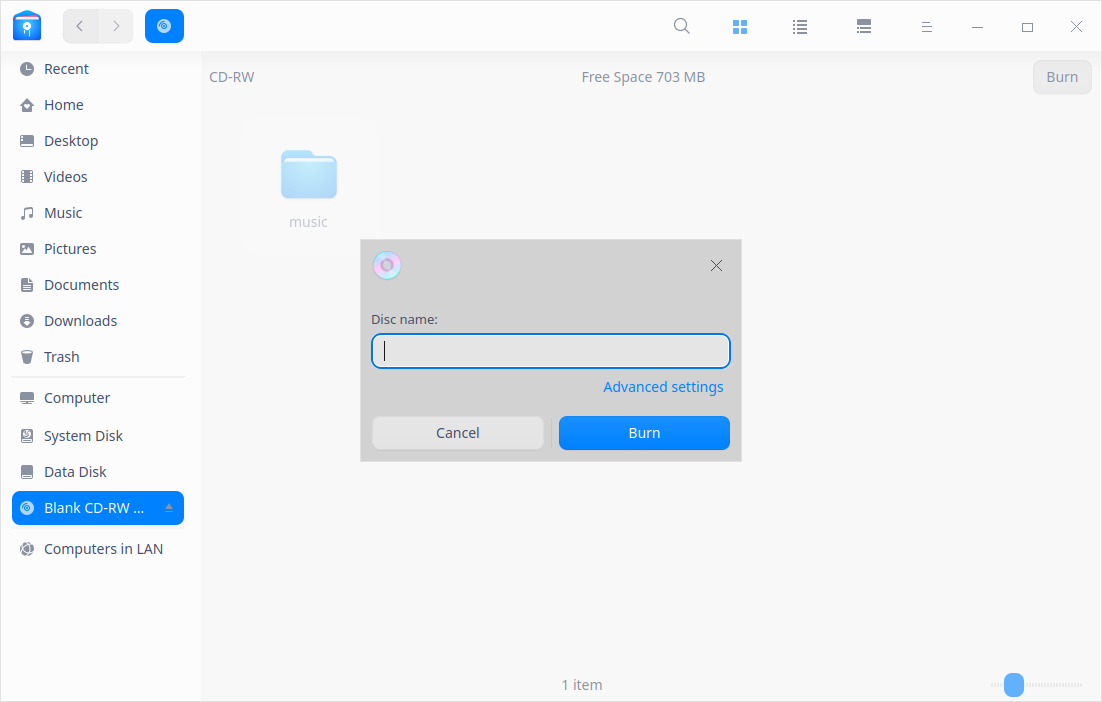 Recent
Home
Desktop
Videos
Music
Pictures
Documents
Downloads
Trash
Computer
System Disk
Data Disk
Blank CD-RW ...
Computers in LAN
CD-RW
Free Space 703 MB
Burn
music
Disc name:
Advanced settings
Cancel
Burn
1 item